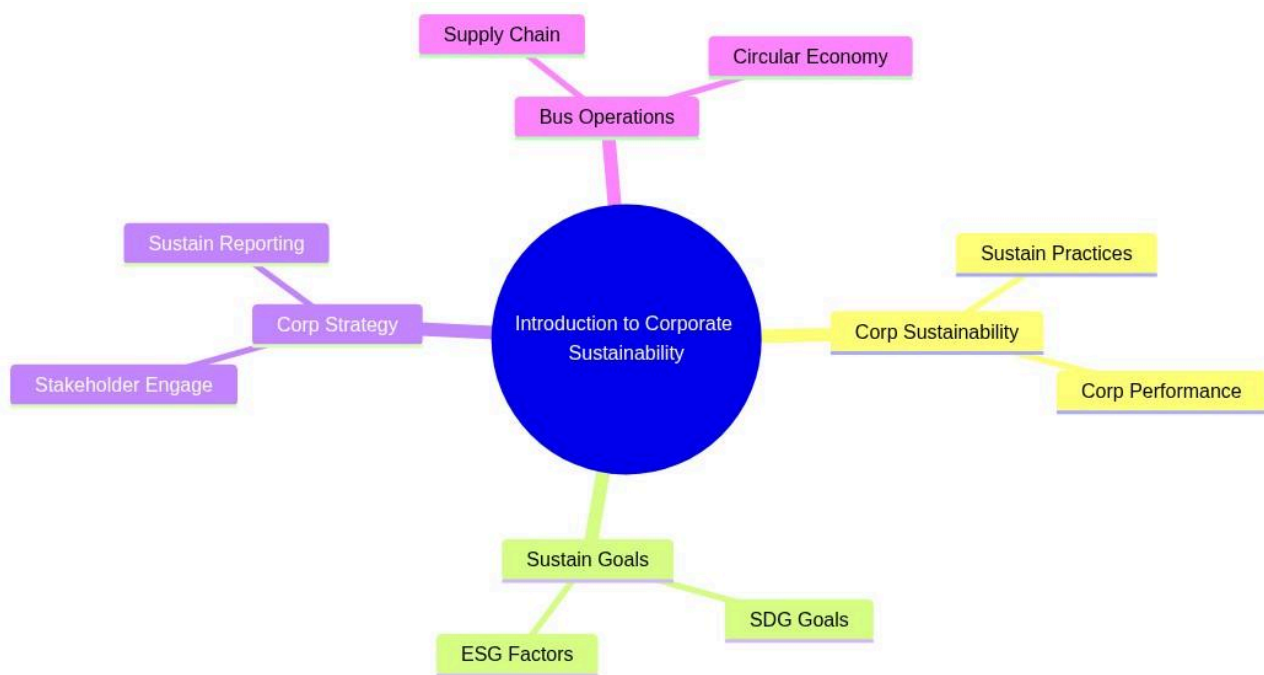 Supply Chain
Circular Economy
Bus Operations
Sustain Reporting
Sustain Practices
Corp Strategy
Introduction to Corporate
Sustainability
Corp Sustainability
Stakeholder Engage
Corp Performance
Sustain Goals
SDG Goals
ESG Factors